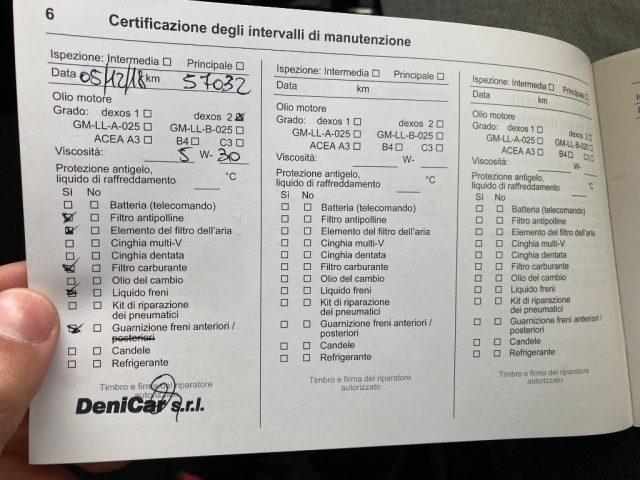 6
Certificazione degli intervalli di manutenzione
Ispezione: Intermedia ☐ Principale ☐
Data 05/12/18 km 57032
Olio motore
Grado: dexos 1 ☐ dexos 2 ☒
GM-LL-A-025 ☐ GM-LL-B-025 ☐
ACEA A3 ☐ B4 ☐ C3 ☐
Viscosità: 5 W- 30
Protezione antigelo,
liquido di raffreddamento °C
Sì No
☐ ☐ Batteria (telecomando)
☒ ☐ Filtro antipolline
☒ ☐ Elemento del filtro dell'aria
☐ ☐ Cinghia multi-V
☐ ☐ Cinghia dentata
☒ ☐ Filtro carburante
☐ ☐ Olio del cambio
☒ ☐ Liquido freni
☐ ☐ Kit di riparazione
dei pneumatici
☒ ☐ Guarnizione freni anteriori /
posteriori
☐ ☐ Candele
☐ ☐ Refrigerante
Timbro e firma del riparatore
autorizzato
DeniCar s.r.l.
Ispezione: Intermedia ☐ Principale ☐
Data km
Olio motore
Grado: dexos 1 ☐ dexos 2 ☐
GM-LL-A-025 ☐ GM-LL-B-025 ☐
ACEA A3 ☐ B4 ☐ C3 ☐
Viscosità: W-
Protezione antigelo,
liquido di raffreddamento °C
Sì No
☐ ☐ Batteria (telecomando)
☐ ☐ Filtro antipolline
☐ ☐ Elemento del filtro dell'aria
☐ ☐ Cinghia multi-V
☐ ☐ Cinghia dentata
☐ ☐ Filtro carburante
☐ ☐ Olio del cambio
☐ ☐ Liquido freni
☐ ☐ Kit di riparazione
dei pneumatici
☐ ☐ Guarnizione freni anteriori /
posteriori
☐ ☐ Candele
☐ ☐ Refrigerante
Timbro e firma del riparatore
autorizzato
Ispezione: Intermedia ☐ Principale ☐
Data km
Olio motore
Grado: dexos 1 ☐ dexos 2 ☐
GM-LL-A-025 ☐ GM-LL-B-025 ☐
ACEA A3 ☐ B4 ☐ C3 ☐
Viscosità: W-
Protezione antigelo,
liquido di raffreddamento °C
Sì No
☐ ☐ Batteria (telecomando)
☐ ☐ Filtro antipolline
☐ ☐ Elemento del filtro dell'aria
☐ ☐ Cinghia multi-V
☐ ☐ Cinghia dentata
☐ ☐ Filtro carburante
☐ ☐ Olio del cambio
☐ ☐ Liquido freni
☐ ☐ Kit di riparazione
dei pneumatici
☐ ☐ Guarnizione freni anteriori /
posteriori
☐ ☐ Candele
☐ ☐ Refrigerante
Timbro e firma del riparatore
autorizzato